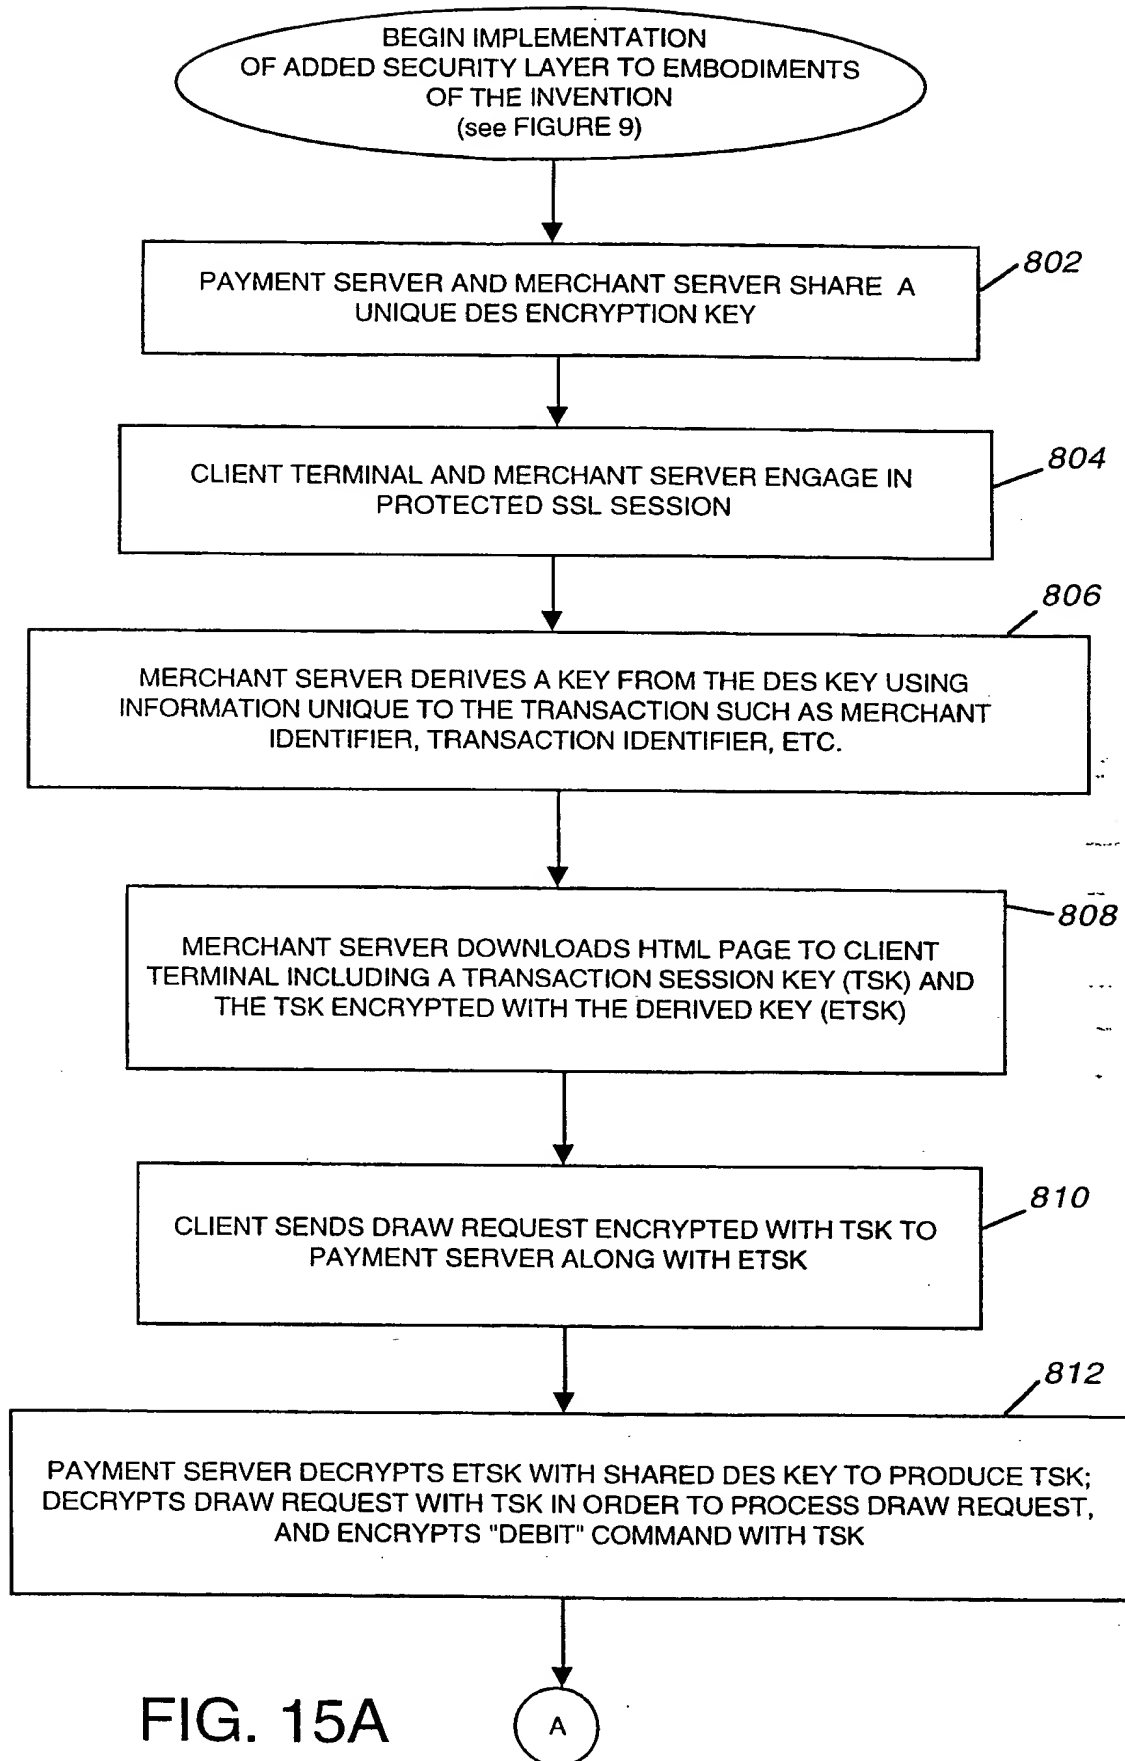 BEGIN IMPLEMENTATION
OF ADDED SECURITY LAYER TO EMBODIMENTS
OF THE INVENTION
(see FIGURE 9)
802
PAYMENT SERVER AND MERCHANT SERVER SHARE A
UNIQUE DES ENCRYPTION KEY
804
CLIENT TERMINAL AND MERCHANT SERVER ENGAGE IN
PROTECTED SSL SESSION
806
MERCHANT SERVER DERIVES A KEY FROM THE DES KEY USING
INFORMATION UNIQUE TO THE TRANSACTION SUCH AS MERCHANT
IDENTIFIER, TRANSACTION IDENTIFIER, ETC.
808
MERCHANT SERVER DOWNLOADS HTML PAGE TO CLIENT
TERMINAL INCLUDING A TRANSACTION SESSION KEY (TSK) AND
THE TSK ENCRYPTED WITH THE DERIVED KEY (ETSK)
810
CLIENT SENDS DRAW REQUEST ENCRYPTED WITH TSK TO
PAYMENT SERVER ALONG WITH ETSK
812
PAYMENT SERVER DECRYPTS ETSK WITH SHARED DES KEY TO PRODUCE TSK;
DECRYPTS DRAW REQUEST WITH TSK IN ORDER TO PROCESS DRAW REQUEST,
AND ENCRYPTS "DEBIT" COMMAND WITH TSK
FIG. 15A
A